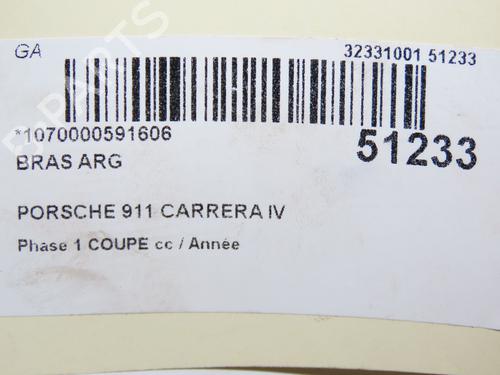 GA 32331001 51233
*1070000591606 51233
BRAS ARG
PORSCHE 911 CARRERA IV
Phase 1 COUPE cc / Année